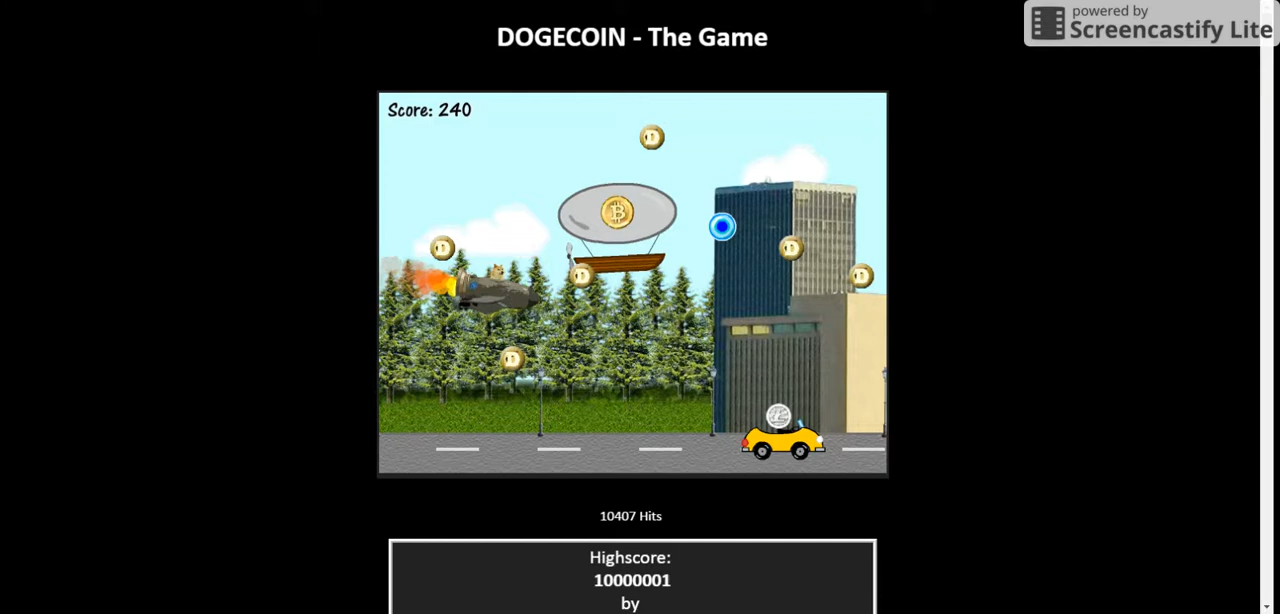 powered by
Screencastify Lite
DOGECOIN - The Game
Score: 240
10407 Hits
Highscore:
10000001
by